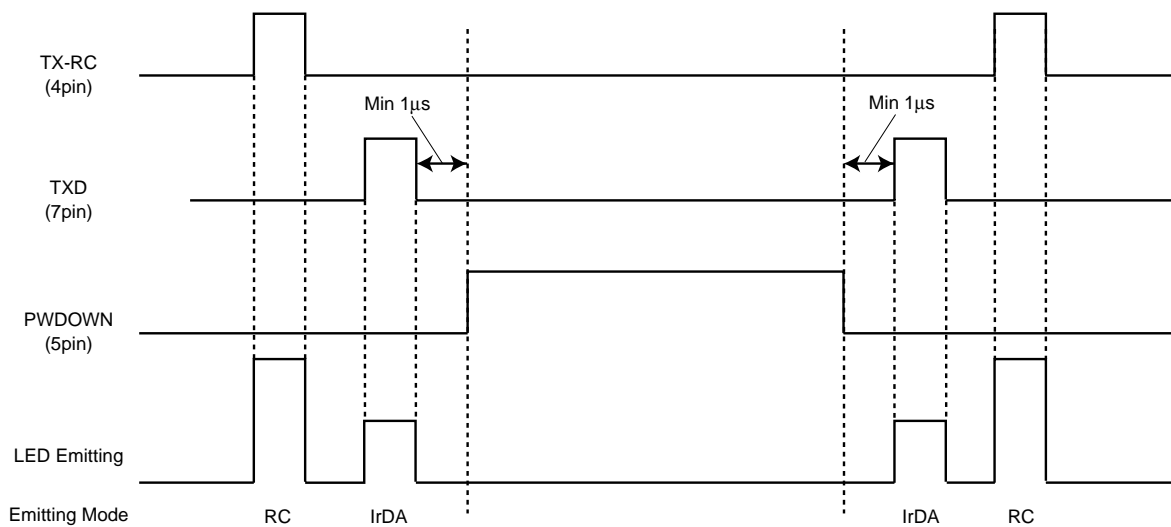 TX-RC
(4pin)
Min 1μs
Min 1μs
TXD
(7pin)
PWDOWN
(5pin)
LED Emitting
Emitting Mode RC IrDA IrDA RC